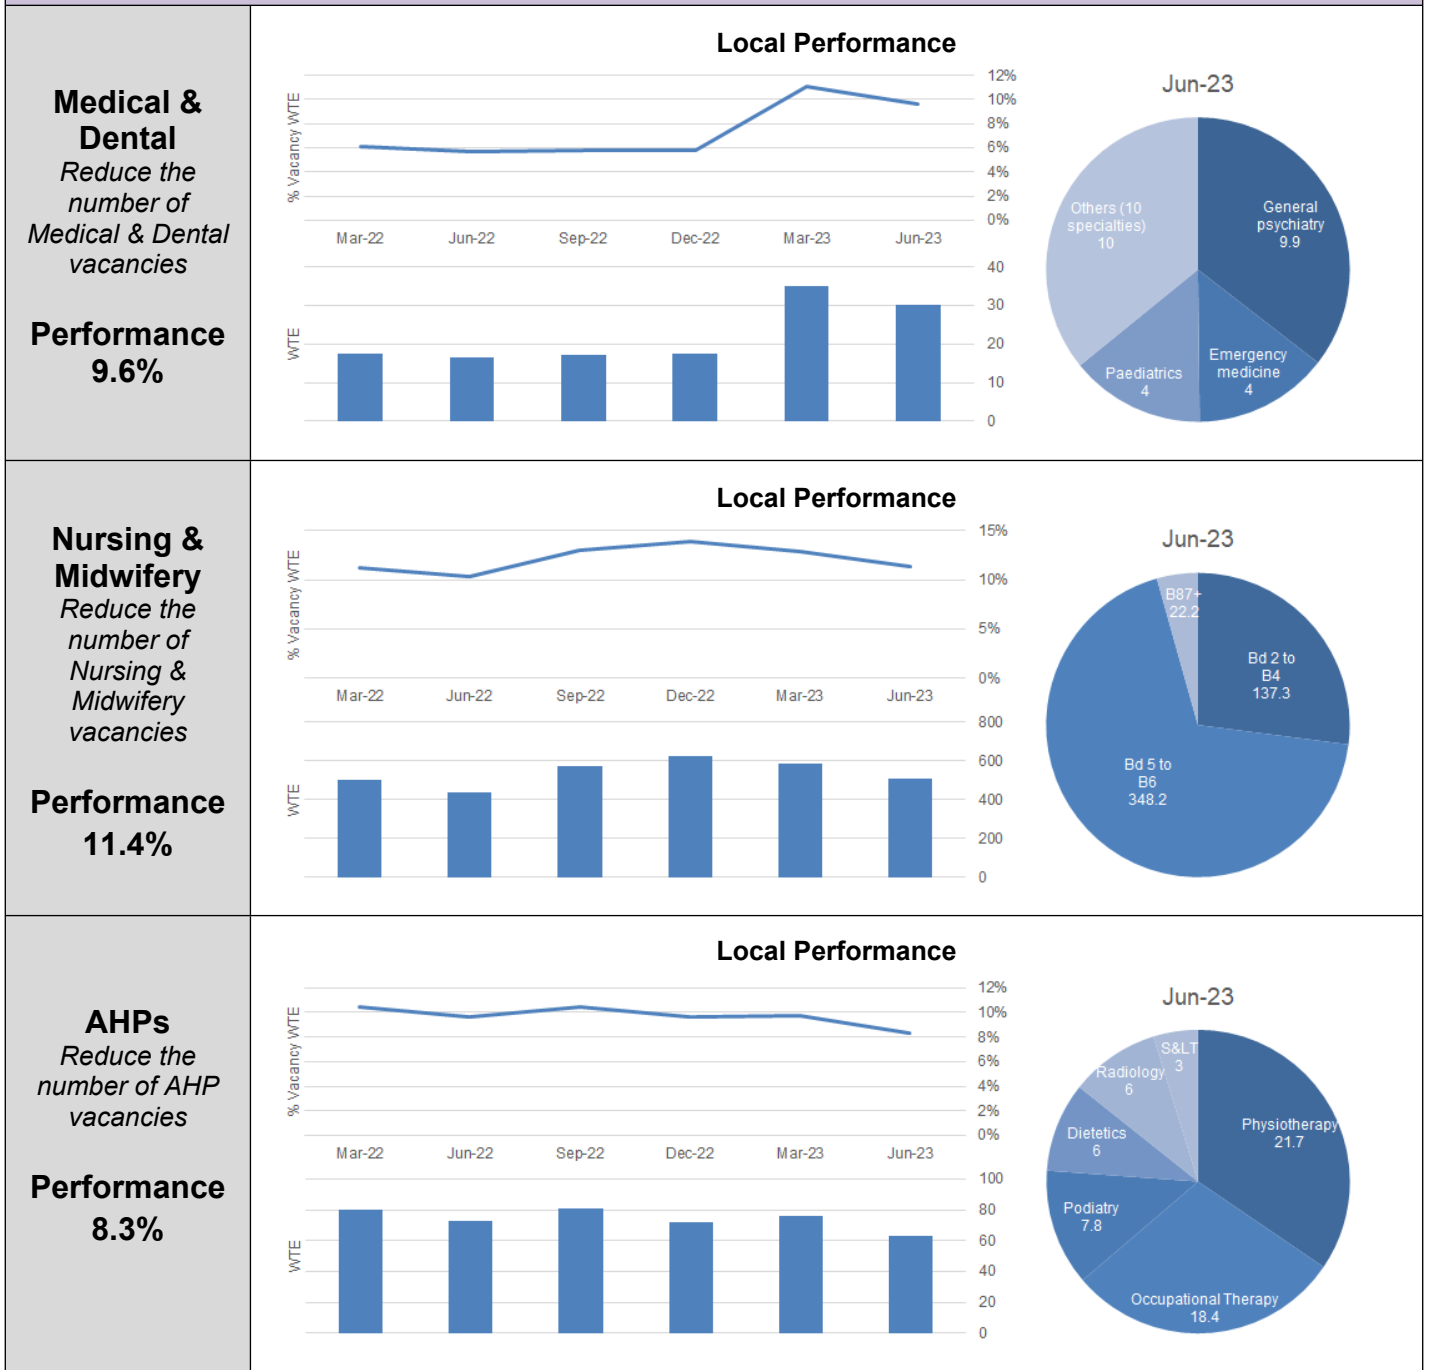 Medical &
Dental
Reduce the
number of
Medical & Dental
vacancies
Performance
9.6%
Local Performance
% Vacancy WTE
12%
10%
8%
6%
4%
2%
0%
Mar-22 Jun-22 Sep-22 Dec-22 Mar-23 Jun-23
WTE
40
30
20
10
0
Jun-23
General
psychiatry
9.9
Emergency
medicine
4
Paediatrics
4
Others (10
specialties)
10
Nursing &
Midwifery
Reduce the
number of
Nursing &
Midwifery
vacancies
Performance
11.4%
Local Performance
% Vacancy WTE
15%
10%
5%
0%
Mar-22 Jun-22 Sep-22 Dec-22 Mar-23 Jun-23
WTE
800
600
400
200
0
Jun-23
B87+
22.2
Bd 2 to
B4
137.3
Bd 5 to
B6
348.2
AHPs
Reduce the
number of AHP
vacancies
Performance
8.3%
Local Performance
% Vacancy WTE
12%
10%
8%
6%
4%
2%
0%
Mar-22 Jun-22 Sep-22 Dec-22 Mar-23 Jun-23
WTE
100
80
60
40
20
0
Jun-23
S&LT
3
Radiology
6
Dietetics
6
Podiatry
7.8
Physiotherapy
21.7
Occupational Therapy
18.4